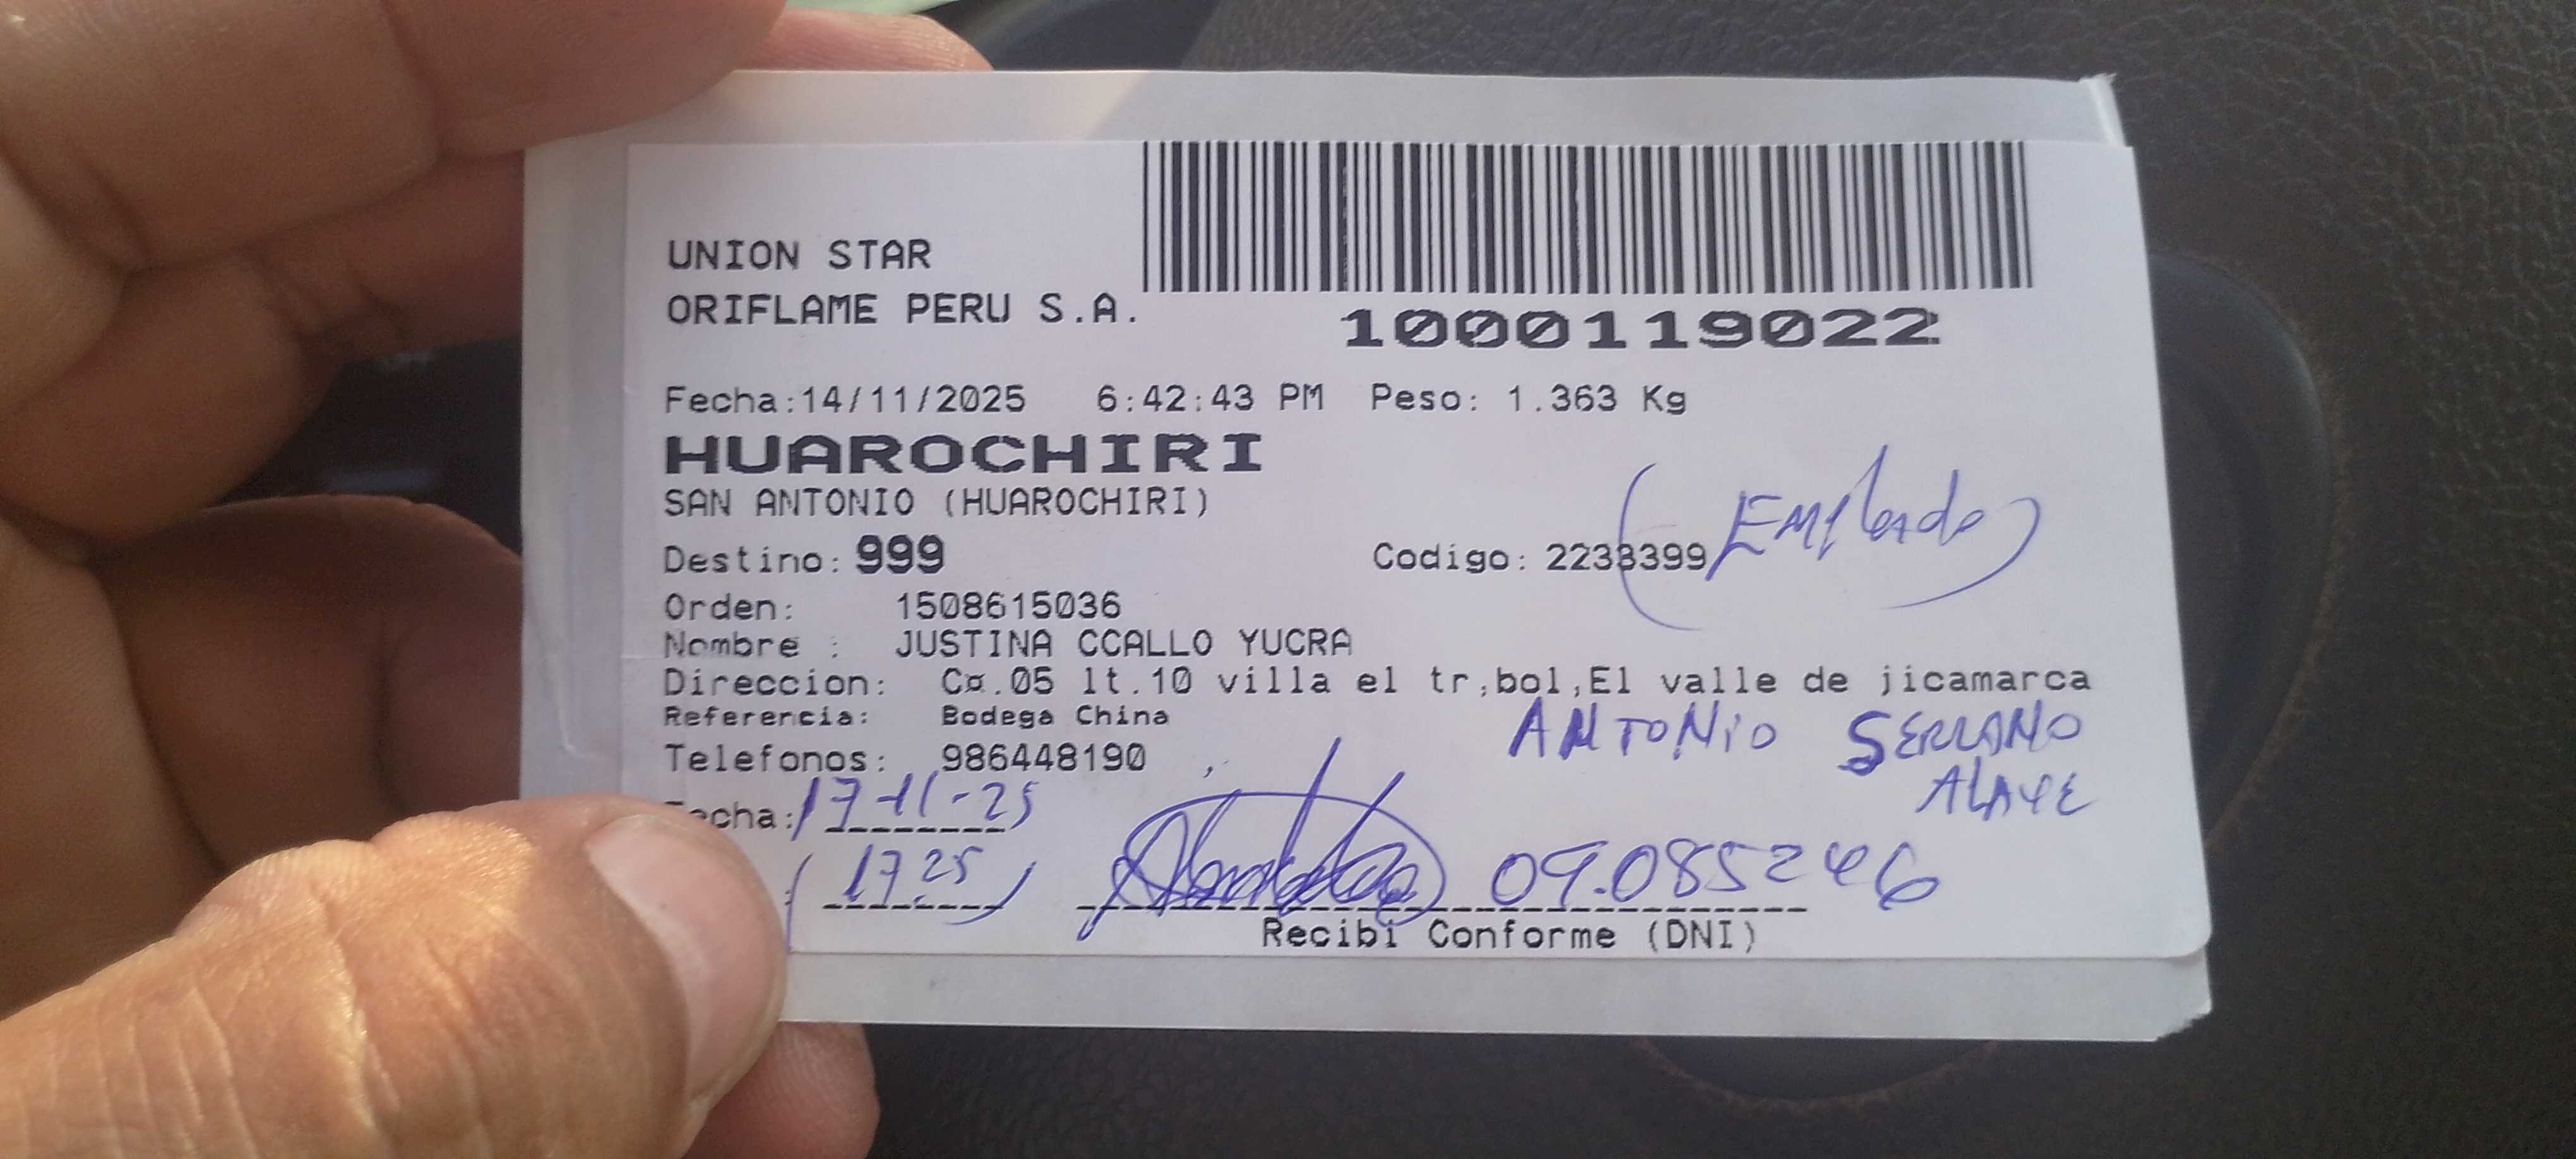 UNION STAR
ORIFLAME PERU S.A.
1000119022
Fecha:14/11/2025 6:42:43 PM Peso: 1.363 Kg
HUAROCHIRI
SAN ANTONIO (HUAROCHIRI)
(Empleado)
Destino: 999 Codigo: 2233399
Orden: 1508615036
Nombre : JUSTINA CCALLO YUCRA
Direccion: C¤.05 lt.10 villa el tr,bol,El valle de jicamarca
Referencia: Bodega China
ANTONIO SERRANO
Telefonos: 986448190 ,
ALAYE
echa: 17-11-25
: (17 25) 09.085246
Recibi Conforme (DNI)